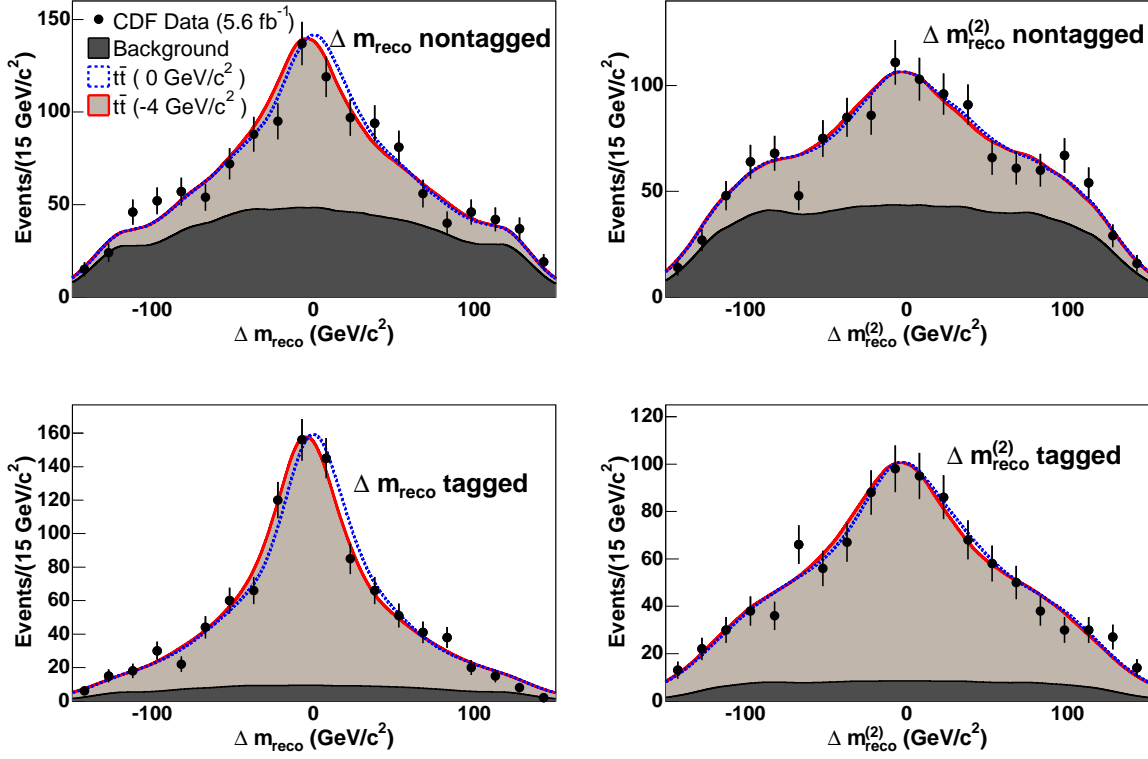 CDF Data (5.6 fb⁻¹)
Background
tt̄ ( 0 GeV/c²)
tt̄ (-4 GeV/c²)
Δ m_reco nontagged
Events/(15 GeV/c²)
150
100
50
0
-100 0 100
Δ m_reco (GeV/c²)
Δ m_reco^(2) nontagged
Events/(15 GeV/c²)
100
50
0
-100 0 100
Δ m_reco^(2) (GeV/c²)
Δ m_reco tagged
Events/(15 GeV/c²)
160
140
120
100
80
60
40
20
0
-100 0 100
Δ m_reco (GeV/c²)
Δ m_reco^(2) tagged
Events/(15 GeV/c²)
120
100
80
60
40
20
0
-100 0 100
Δ m_reco^(2) (GeV/c²)